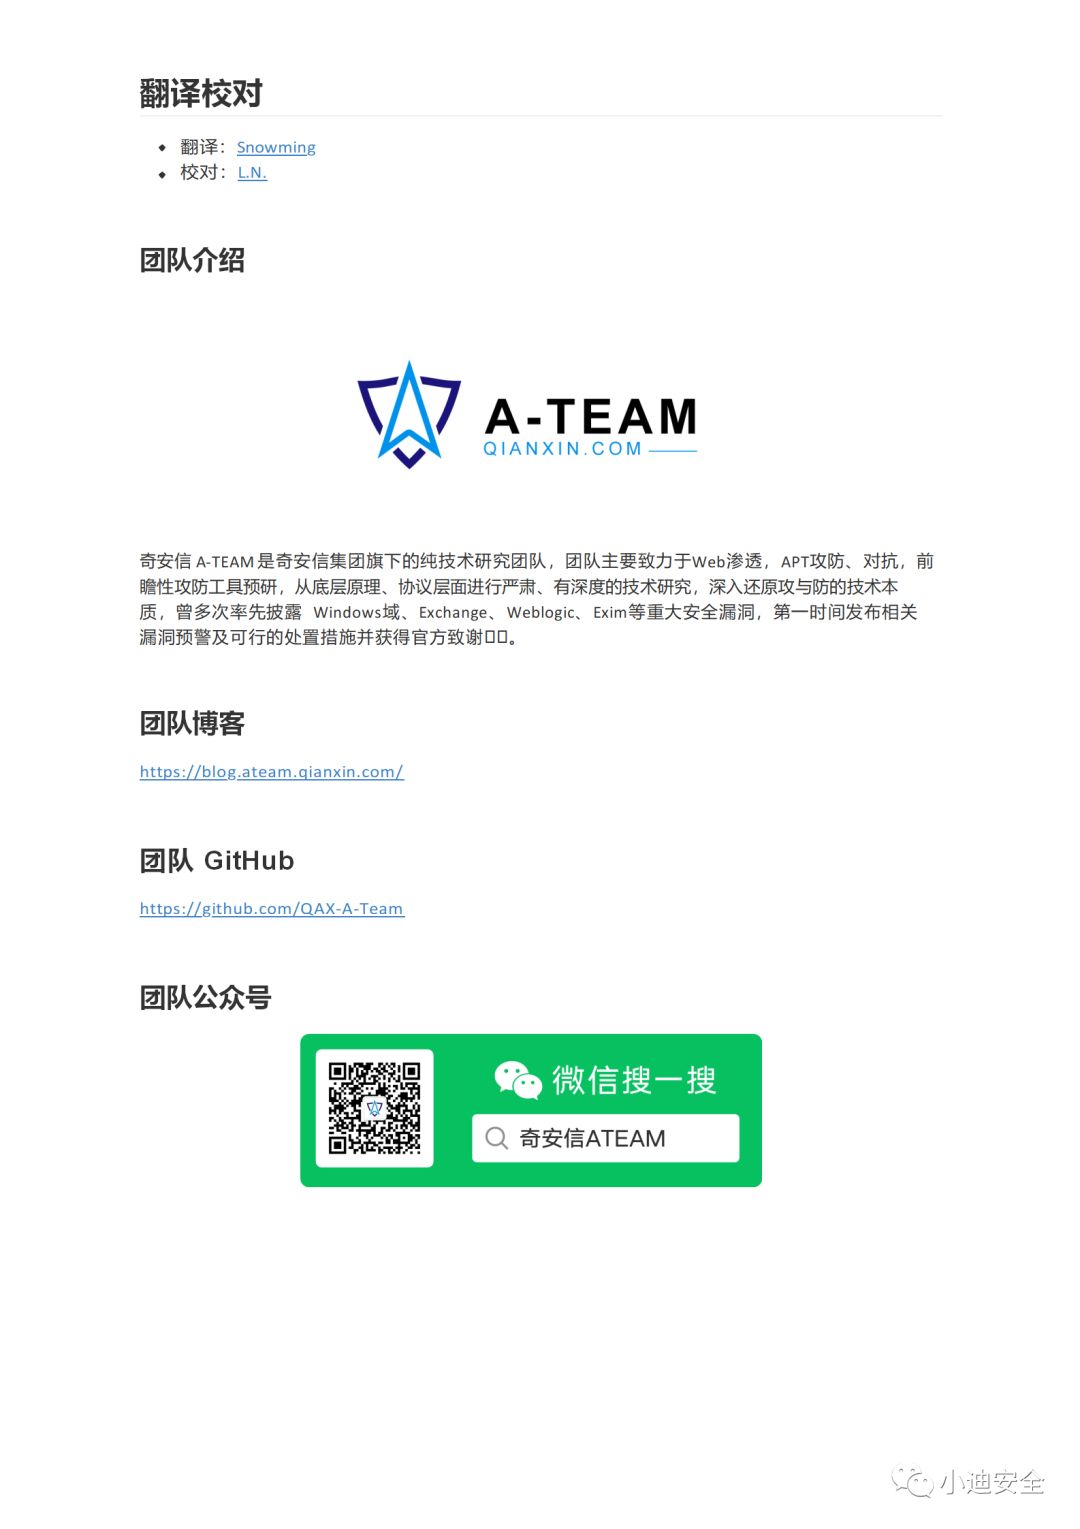 翻译校对
翻译：Snowming
校对：L.N.
团队介绍
A-TEAM
QIANXIN.COM
奇安信 A-TEAM 是奇安信集团旗下的纯技术研究团队，团队主要致力于Web渗透，APT攻防、对抗，前
瞻性攻防工具预研，从底层原理、协议层面进行严肃、有深度的技术研究，深入还原攻与防的技术本
质，曾多次率先披露 Windows域、Exchange、Weblogic、Exim等重大安全漏洞，第一时间发布相关
漏洞预警及可行的处置措施并获得官方致谢。
团队博客
https://blog.ateam.qianxin.com/
团队 GitHub
https://github.com/QAX-A-Team
团队公众号
微信搜一搜
奇安信ATEAM
小迪安全